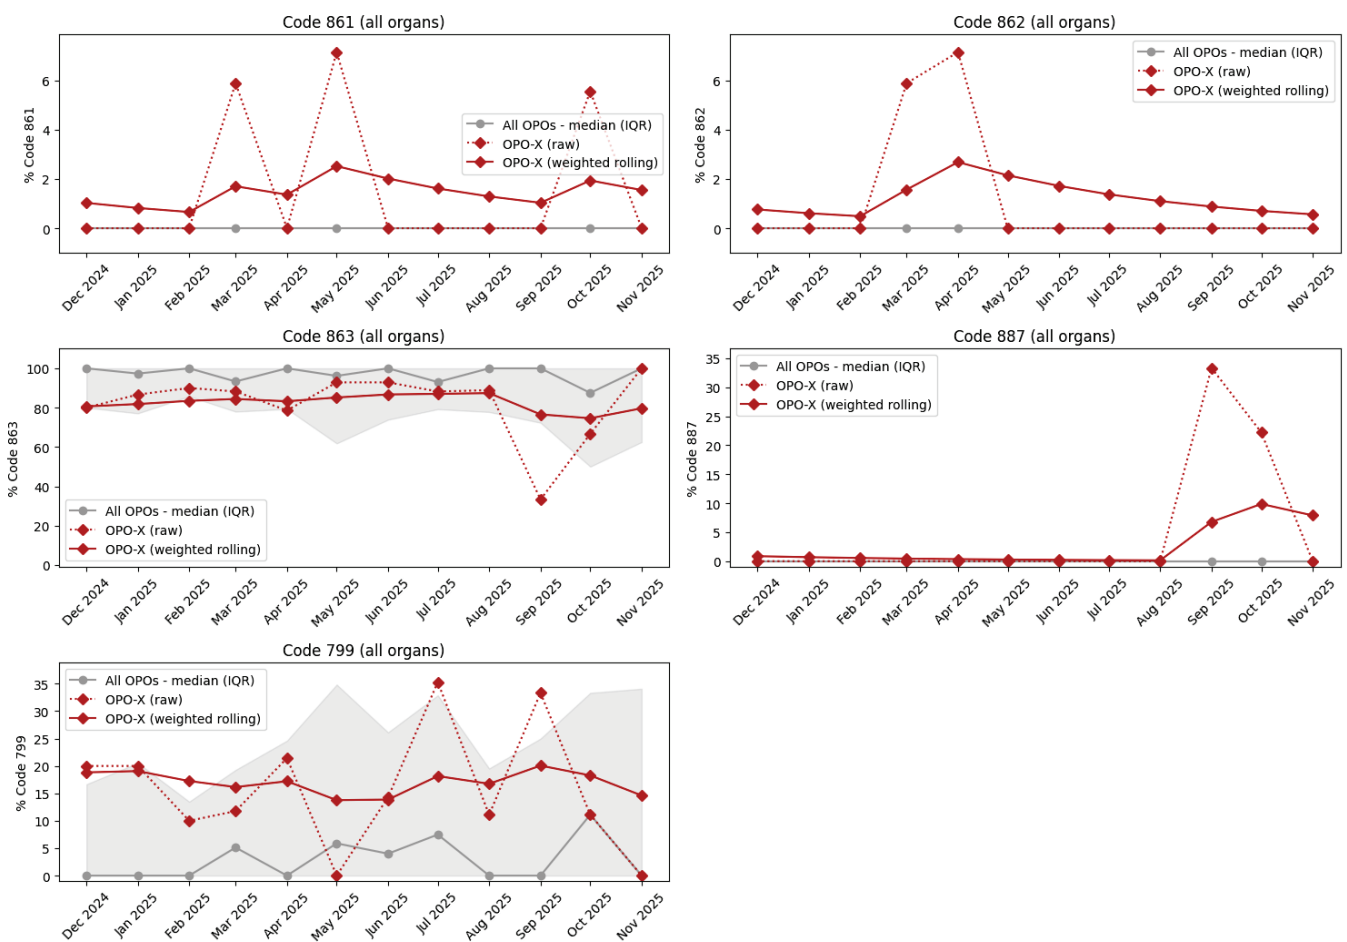 Code 861 (all organs)
% Code 861
6
4
2
0
All OPOs - median (IQR)
OPO-X (raw)
OPO-X (weighted rolling)
Dec 2024
Jan 2025
Feb 2025
Mar 2025
Apr 2025
May 2025
Jun 2025
Jul 2025
Aug 2025
Sep 2025
Oct 2025
Nov 2025
Code 862 (all organs)
% Code 862
6
4
2
0
All OPOs - median (IQR)
OPO-X (raw)
OPO-X (weighted rolling)
Dec 2024
Jan 2025
Feb 2025
Mar 2025
Apr 2025
May 2025
Jun 2025
Jul 2025
Aug 2025
Sep 2025
Oct 2025
Nov 2025
Code 863 (all organs)
% Code 863
100
80
60
40
20
0
All OPOs - median (IQR)
OPO-X (raw)
OPO-X (weighted rolling)
Dec 2024
Jan 2025
Feb 2025
Mar 2025
Apr 2025
May 2025
Jun 2025
Jul 2025
Aug 2025
Sep 2025
Oct 2025
Nov 2025
Code 887 (all organs)
% Code 887
35
30
25
20
15
10
5
0
All OPOs - median (IQR)
OPO-X (raw)
OPO-X (weighted rolling)
Dec 2024
Jan 2025
Feb 2025
Mar 2025
Apr 2025
May 2025
Jun 2025
Jul 2025
Aug 2025
Sep 2025
Oct 2025
Nov 2025
Code 799 (all organs)
% Code 799
35
30
25
20
15
10
5
0
All OPOs - median (IQR)
OPO-X (raw)
OPO-X (weighted rolling)
Dec 2024
Jan 2025
Feb 2025
Mar 2025
Apr 2025
May 2025
Jun 2025
Jul 2025
Aug 2025
Sep 2025
Oct 2025
Nov 2025